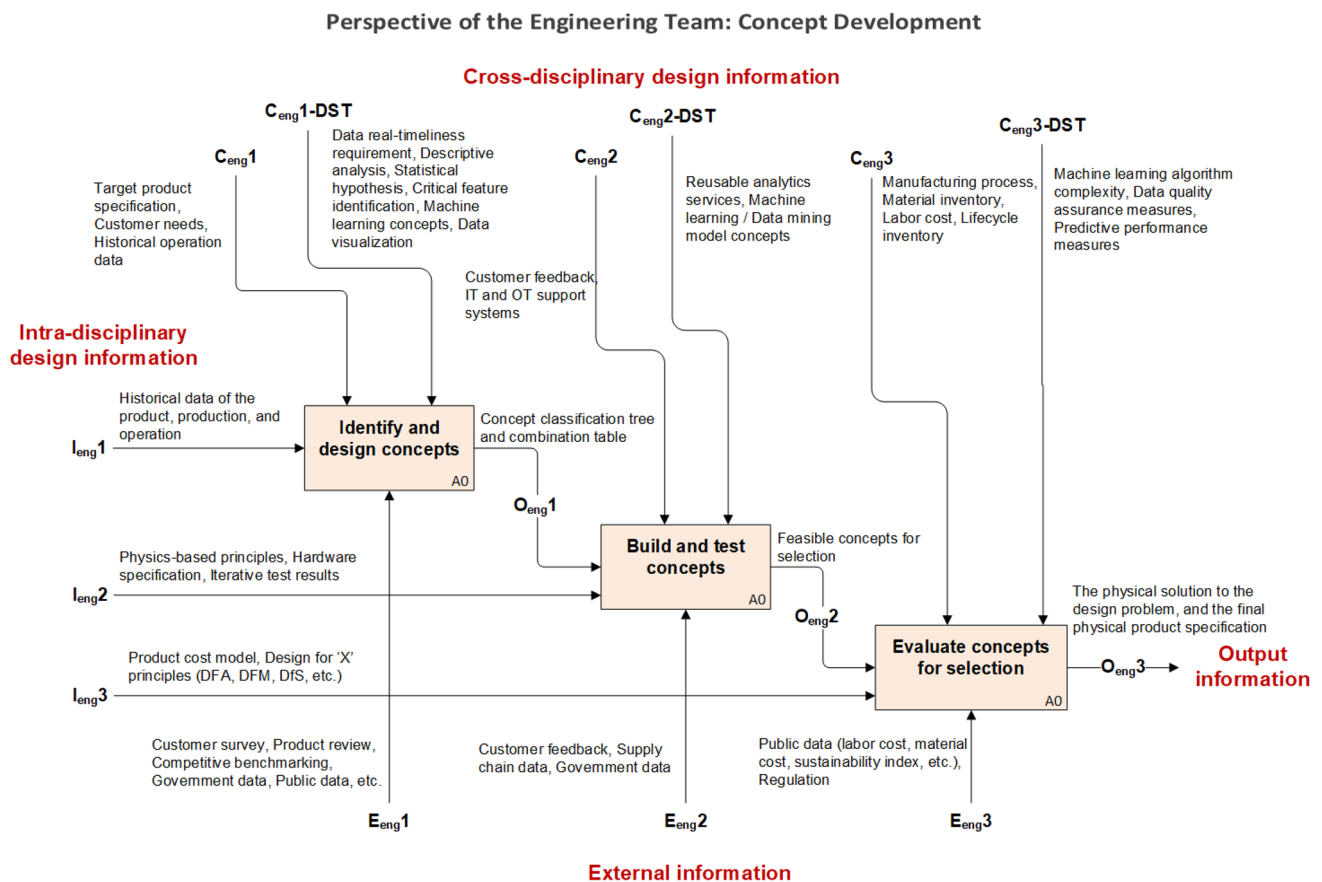 Perspective of the Engineering Team: Concept Development
Cross-disciplinary design information
Ceng1-DST
Ceng2-DST
Ceng3-DST
Ceng1
Ceng2
Ceng3
Target product
specification,
Customer needs,
Historical operation
data
Data real-timeliness
requirement, Descriptive
analysis, Statistical
hypothesis, Critical feature
identification, Machine
learning concepts, Data
visualization
Customer feedback,
IT and OT support
systems
Reusable analytics
services, Machine
learning / Data mining
model concepts
Manufacturing process,
Material inventory,
Labor cost, Lifecycle
inventory
Machine learning algorithm
complexity, Data quality
assurance measures,
Predictive performance
measures
Intra-disciplinary
design information
Historical data of the
product, production, and
operation
Ieng1
Identify and
design concepts
A0
Concept classification tree
and combination table
Oeng1
Physics-based principles, Hardware
specification, Iterative test results
Ieng2
Build and test
concepts
A0
Feasible concepts for
selection
Oeng2
Product cost model, Design for ‘X’
principles (DFA, DFM, DfS, etc.)
Ieng3
Evaluate concepts
for selection
A0
The physical solution to the
design problem, and the final
physical product specification
Oeng3
Output
information
Customer survey, Product review,
Competitive benchmarking,
Government data, Public data, etc.
Customer feedback, Supply
chain data, Government data
Public data (labor cost, material
cost, sustainability index, etc.),
Regulation
Eeng1
Eeng2
Eeng3
External information